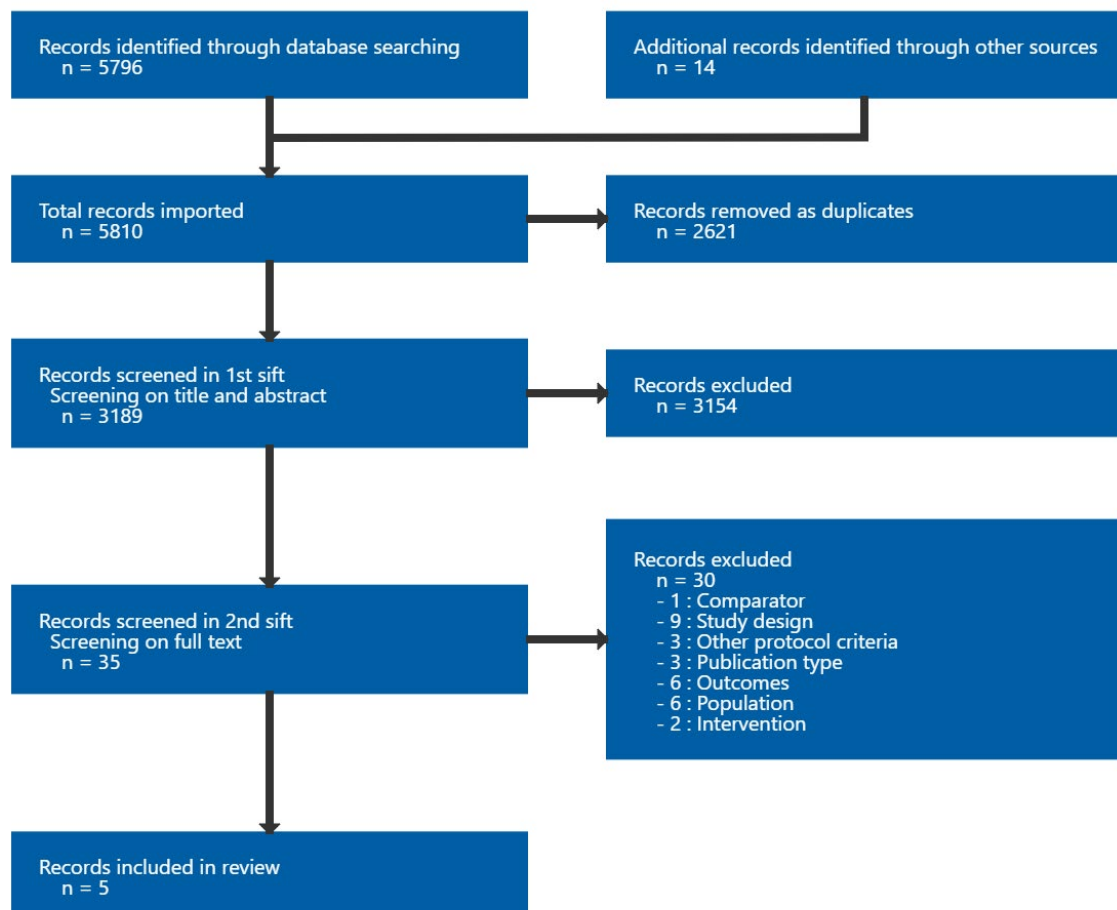 Records identified through database searching
n = 5796
Additional records identified through other sources
n = 14
Total records imported
n = 5810
Records removed as duplicates
n = 2621
Records screened in 1st sift
Screening on title and abstract
n = 3189
Records excluded
n = 3154
Records screened in 2nd sift
Screening on full text
n = 35
Records excluded
n = 30
- 1 : Comparator
- 9 : Study design
- 3 : Other protocol criteria
- 3 : Publication type
- 6 : Outcomes
- 6 : Population
- 2 : Intervention
Records included in review
n = 5